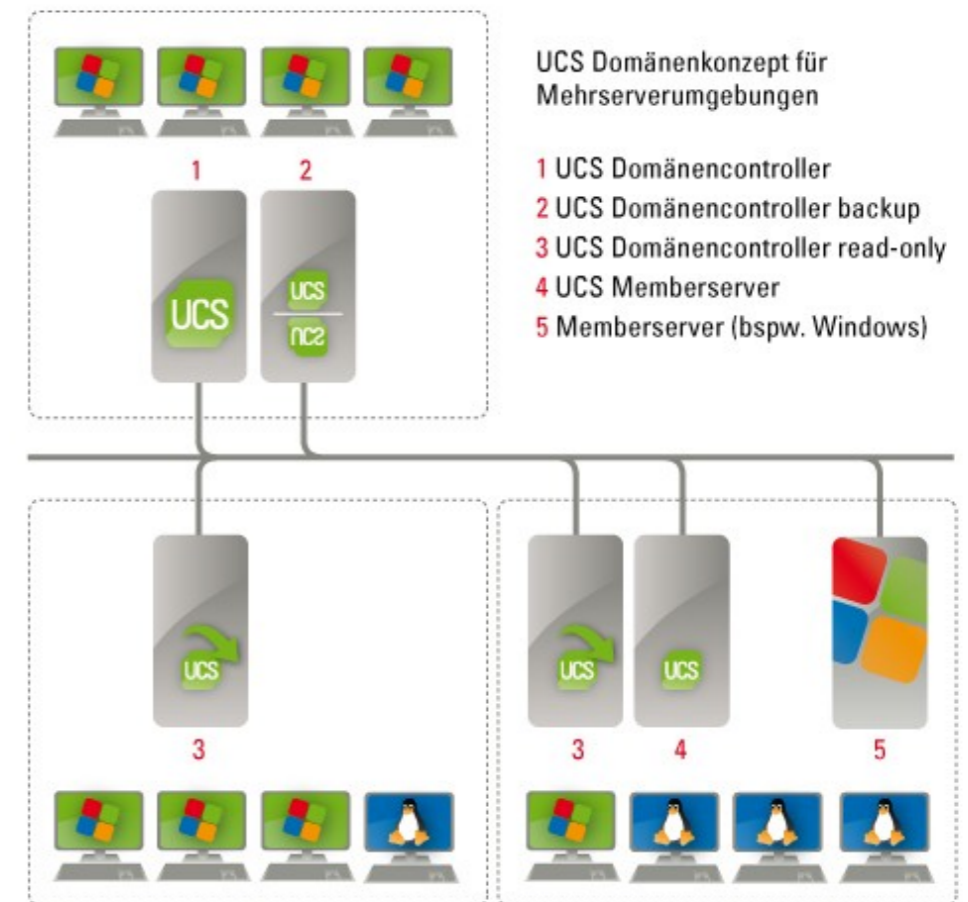 UCS Domänenkonzept für
Mehrserverumgebungen
1 UCS Domänencontroller
2 UCS Domänencontroller backup
3 UCS Domänencontroller read-only
4 UCS Memberserver
5 Memberserver (bspw. Windows)
1
2
UCS
UCS
UCS
UCS
UCS
UCS
3
3
4
5